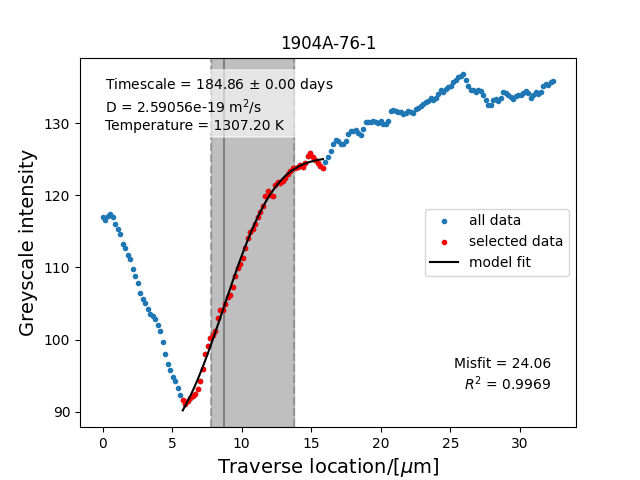 1904A-76-1
Timescale = 184.86 ± 0.00 days
D = 2.59056e-19 m²/s
Temperature = 1307.20 K
Greyscale intensity
130
120
110
100
90
all data
selected data
model fit
Misfit = 24.06
R² = 0.9969
0 5 10 15 20 25 30
Traverse location/[μm]